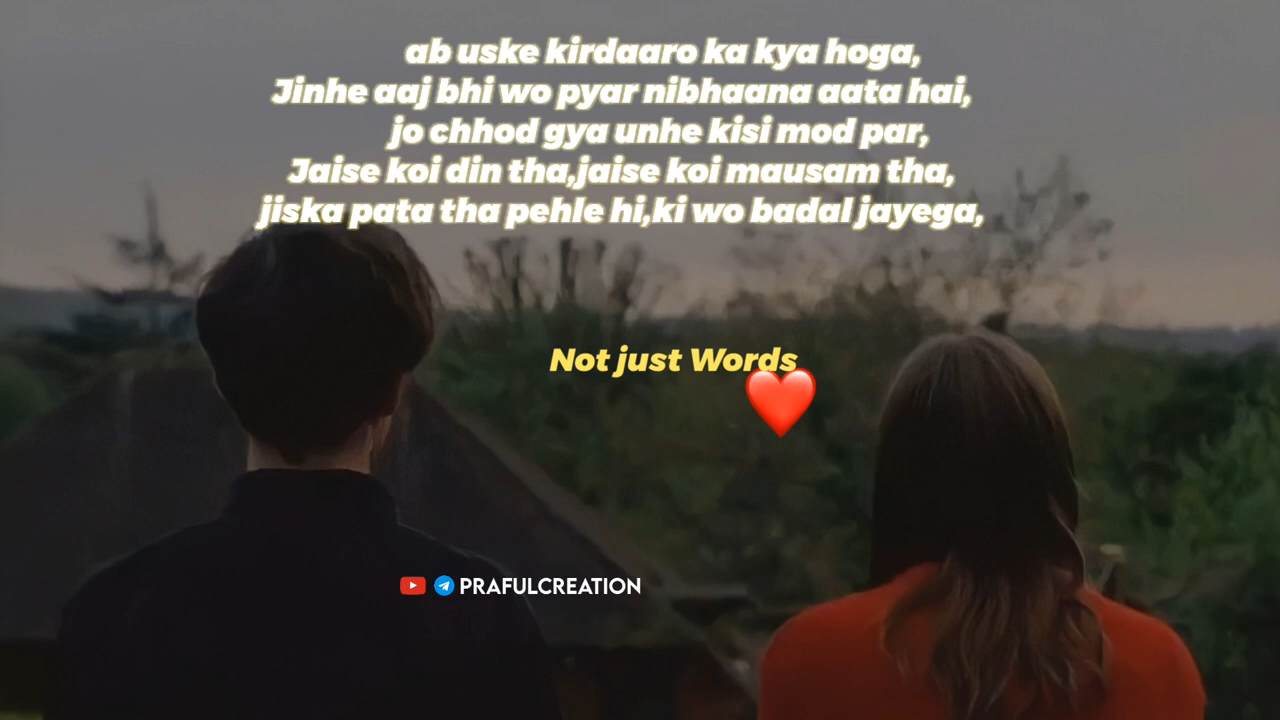 ab uske kirdaaro ka kya hoga,
Jinhe aaj bhi wo pyar nibhaana aata hai,
jo chhod gya unhe kisi mod par,
Jaise koi din tha,jaise koi mausam tha,
jiska pata tha pehle hi,ki wo badal jayega,
Not just Words
PRAFULCREATION